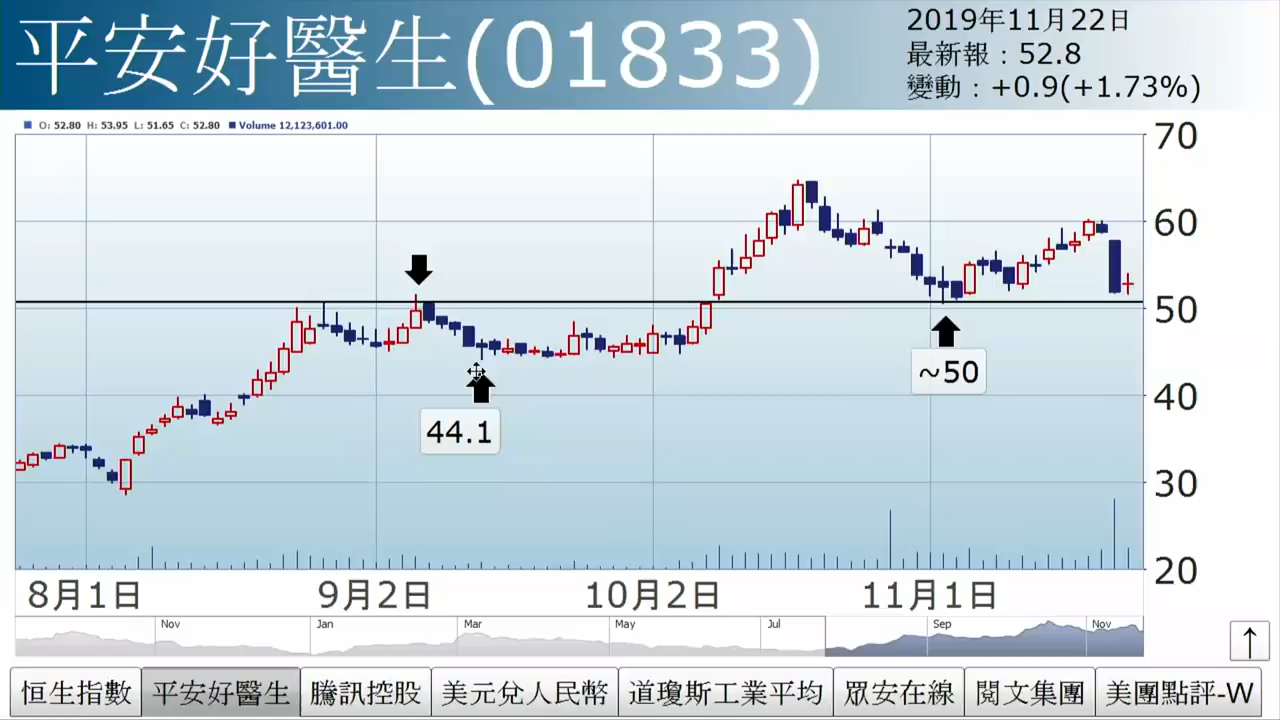 平安好醫生(01833)
2019年11月22日
最新報：52.8
變動：+0.9(+1.73%)
O: 52.80 H: 53.95 L: 51.65 C: 52.80 Volume 12,123,601.00
70
60
50
40
30
20
44.1
~50
8月1日 9月2日 10月2日 11月1日
Nov Jan Mar May Jul Sep Nov
↑
恒生指數 平安好醫生 騰訊控股 美元兌人民幣 道瓊斯工業平均 眾安在線 閱文集團 美團點評-W